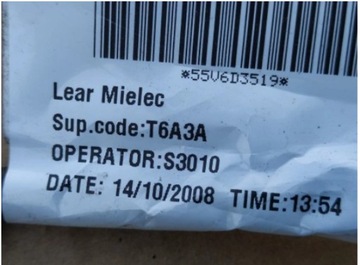 *55V6D3519*
Lear Mielec
Sup.code:T6A3A
OPERATOR:S3010
DATE: 14/10/2008 TIME:13:54